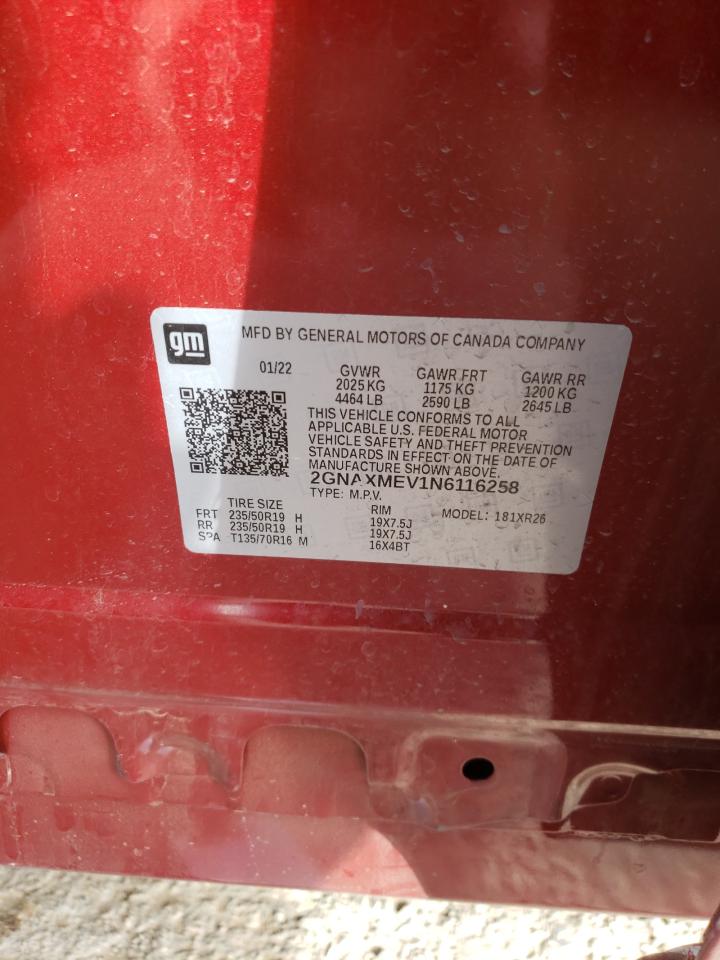 gm
MFD BY GENERAL MOTORS OF CANADA COMPANY
01/22 GVWR GAWR FRT GAWR RR
2025 KG 1175 KG 1200 KG
4464 LB 2590 LB 2645 LB
THIS VEHICLE CONFORMS TO ALL
APPLICABLE U.S. FEDERAL MOTOR
VEHICLE SAFETY AND THEFT PREVENTION
STANDARDS IN EFFECT ON THE DATE OF
MANUFACTURE SHOWN ABOVE.
2GNAXMEV1N6116258
TYPE: M.P.V. MODEL: 181XR26
TIRE SIZE RIM
FRT 235/50R19 H 19X7.5J
RR 235/50R19 H 19X7.5J
SPA T135/70R16 M 16X4BT